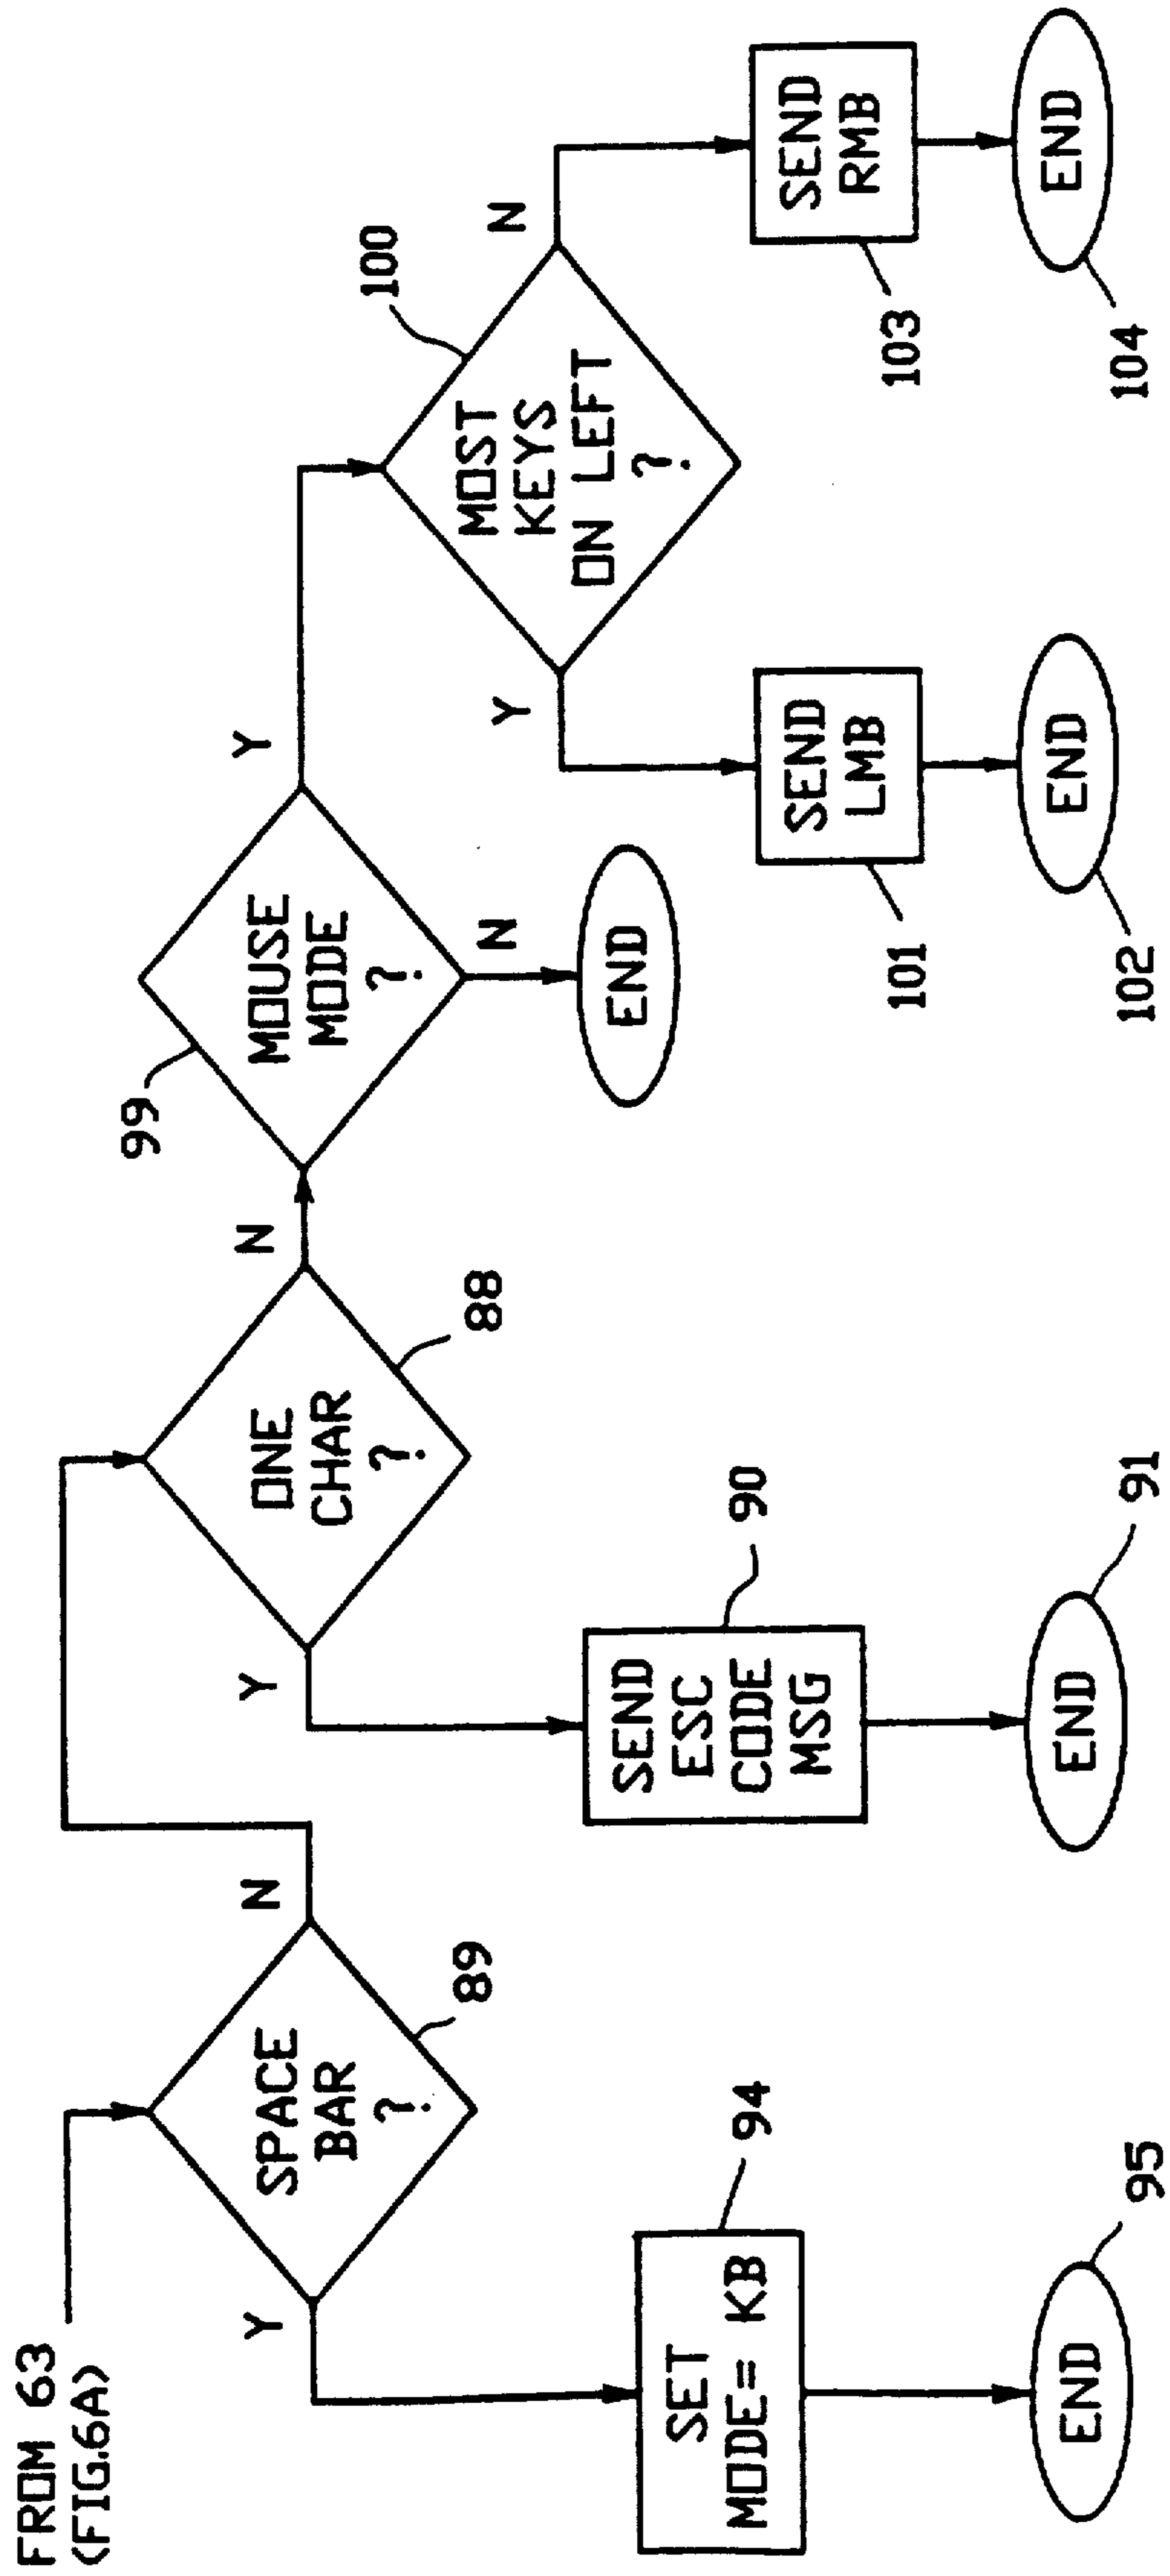 FROM 63
(FIG.6A)
SPACE
BAR
?
89
Y
N
SET
MODE= KB
94
END
95
ONE
CHAR
?
88
Y
N
SEND
ESC
CODE
MSG
90
END
91
MOUSE
MODE
?
99
Y
N
END
MOST
KEYS
ON LEFT
?
100
Y
N
SEND
LMB
101
END
102
SEND
RMB
103
END
104